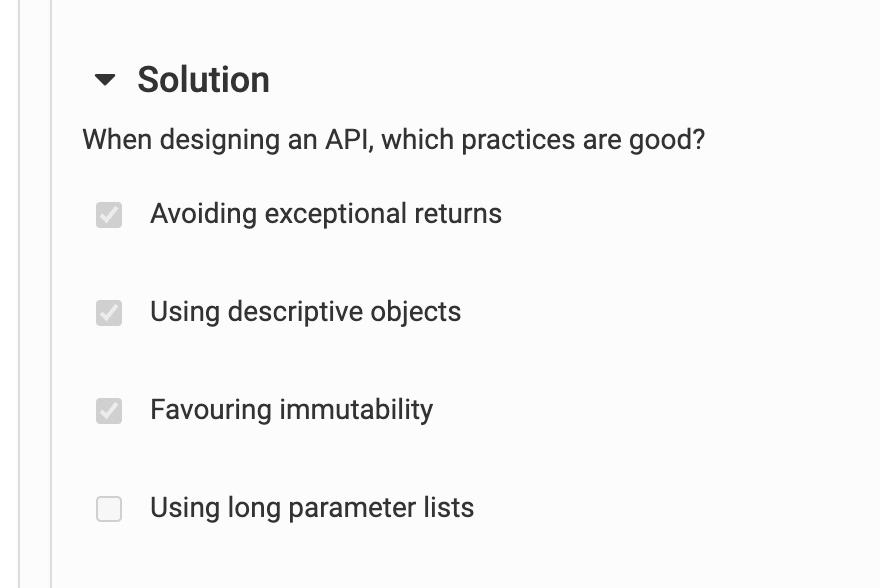 Solution
When designing an API, which practices are good?
Avoiding exceptional returns
Using descriptive objects
Favouring immutability
Using long parameter lists